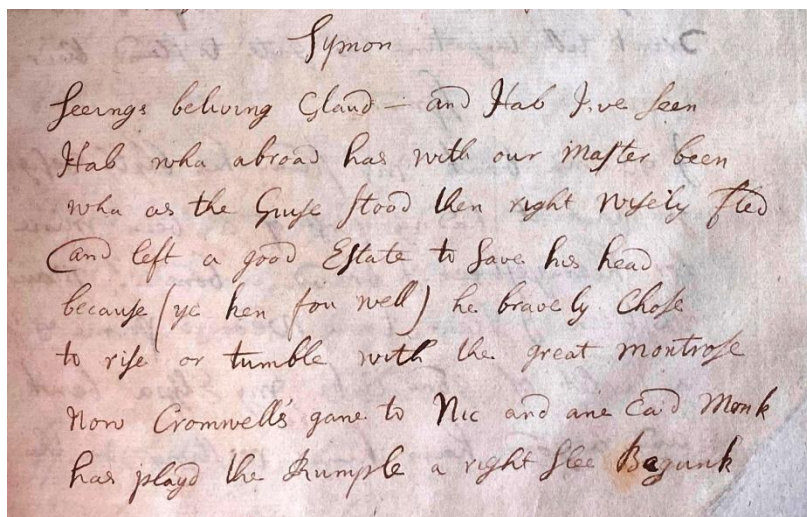 Symon
Seeings beliving Glaud — and Hab I,ve seen
Hab wha abroad has with our Master been
wha as the Guise stood then right wisely fled
and left a good Estate to save his head
because (ye ken fou well) he bravely Chose
to rise or tumble with the great montrose
Now Cromwell's gane to Nic and ane ca'd Monk
has playd the Rumple a right slee Begunk